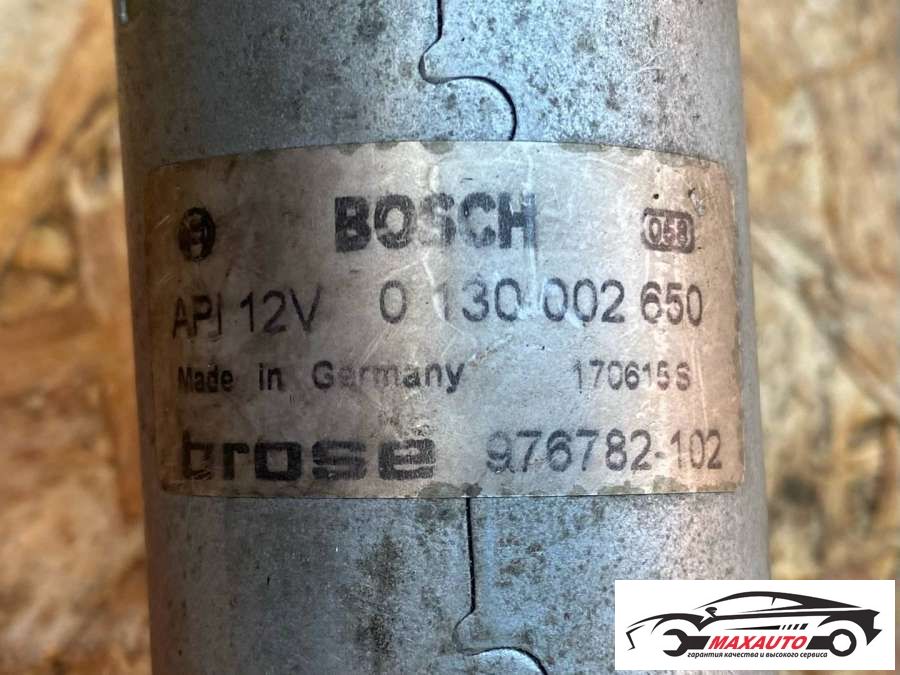 BOSCH 058
API 12V 0 130 002 650
Made in Germany 170615S
brose 976782-102
MAXAUTO
гарантия качества и высокого сервиса